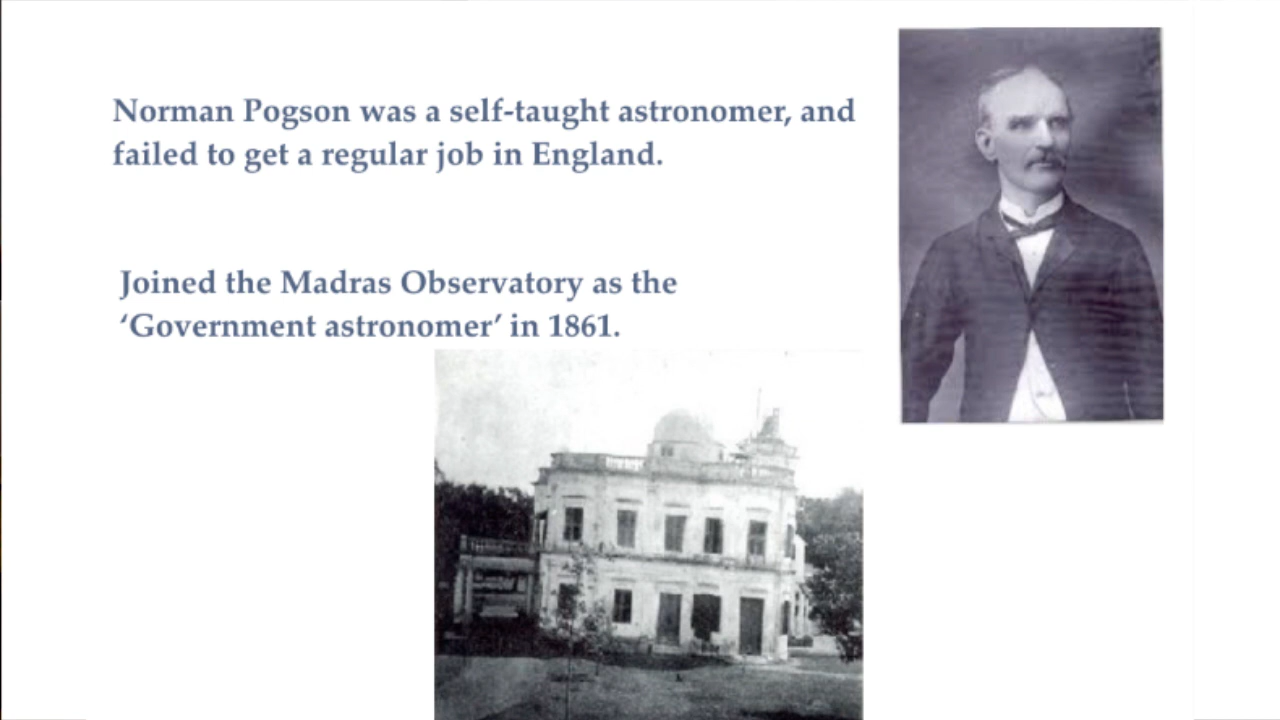 Norman Pogson was a self-taught astronomer, and
failed to get a regular job in England.
Joined the Madras Observatory as the
‘Government astronomer’ in 1861.